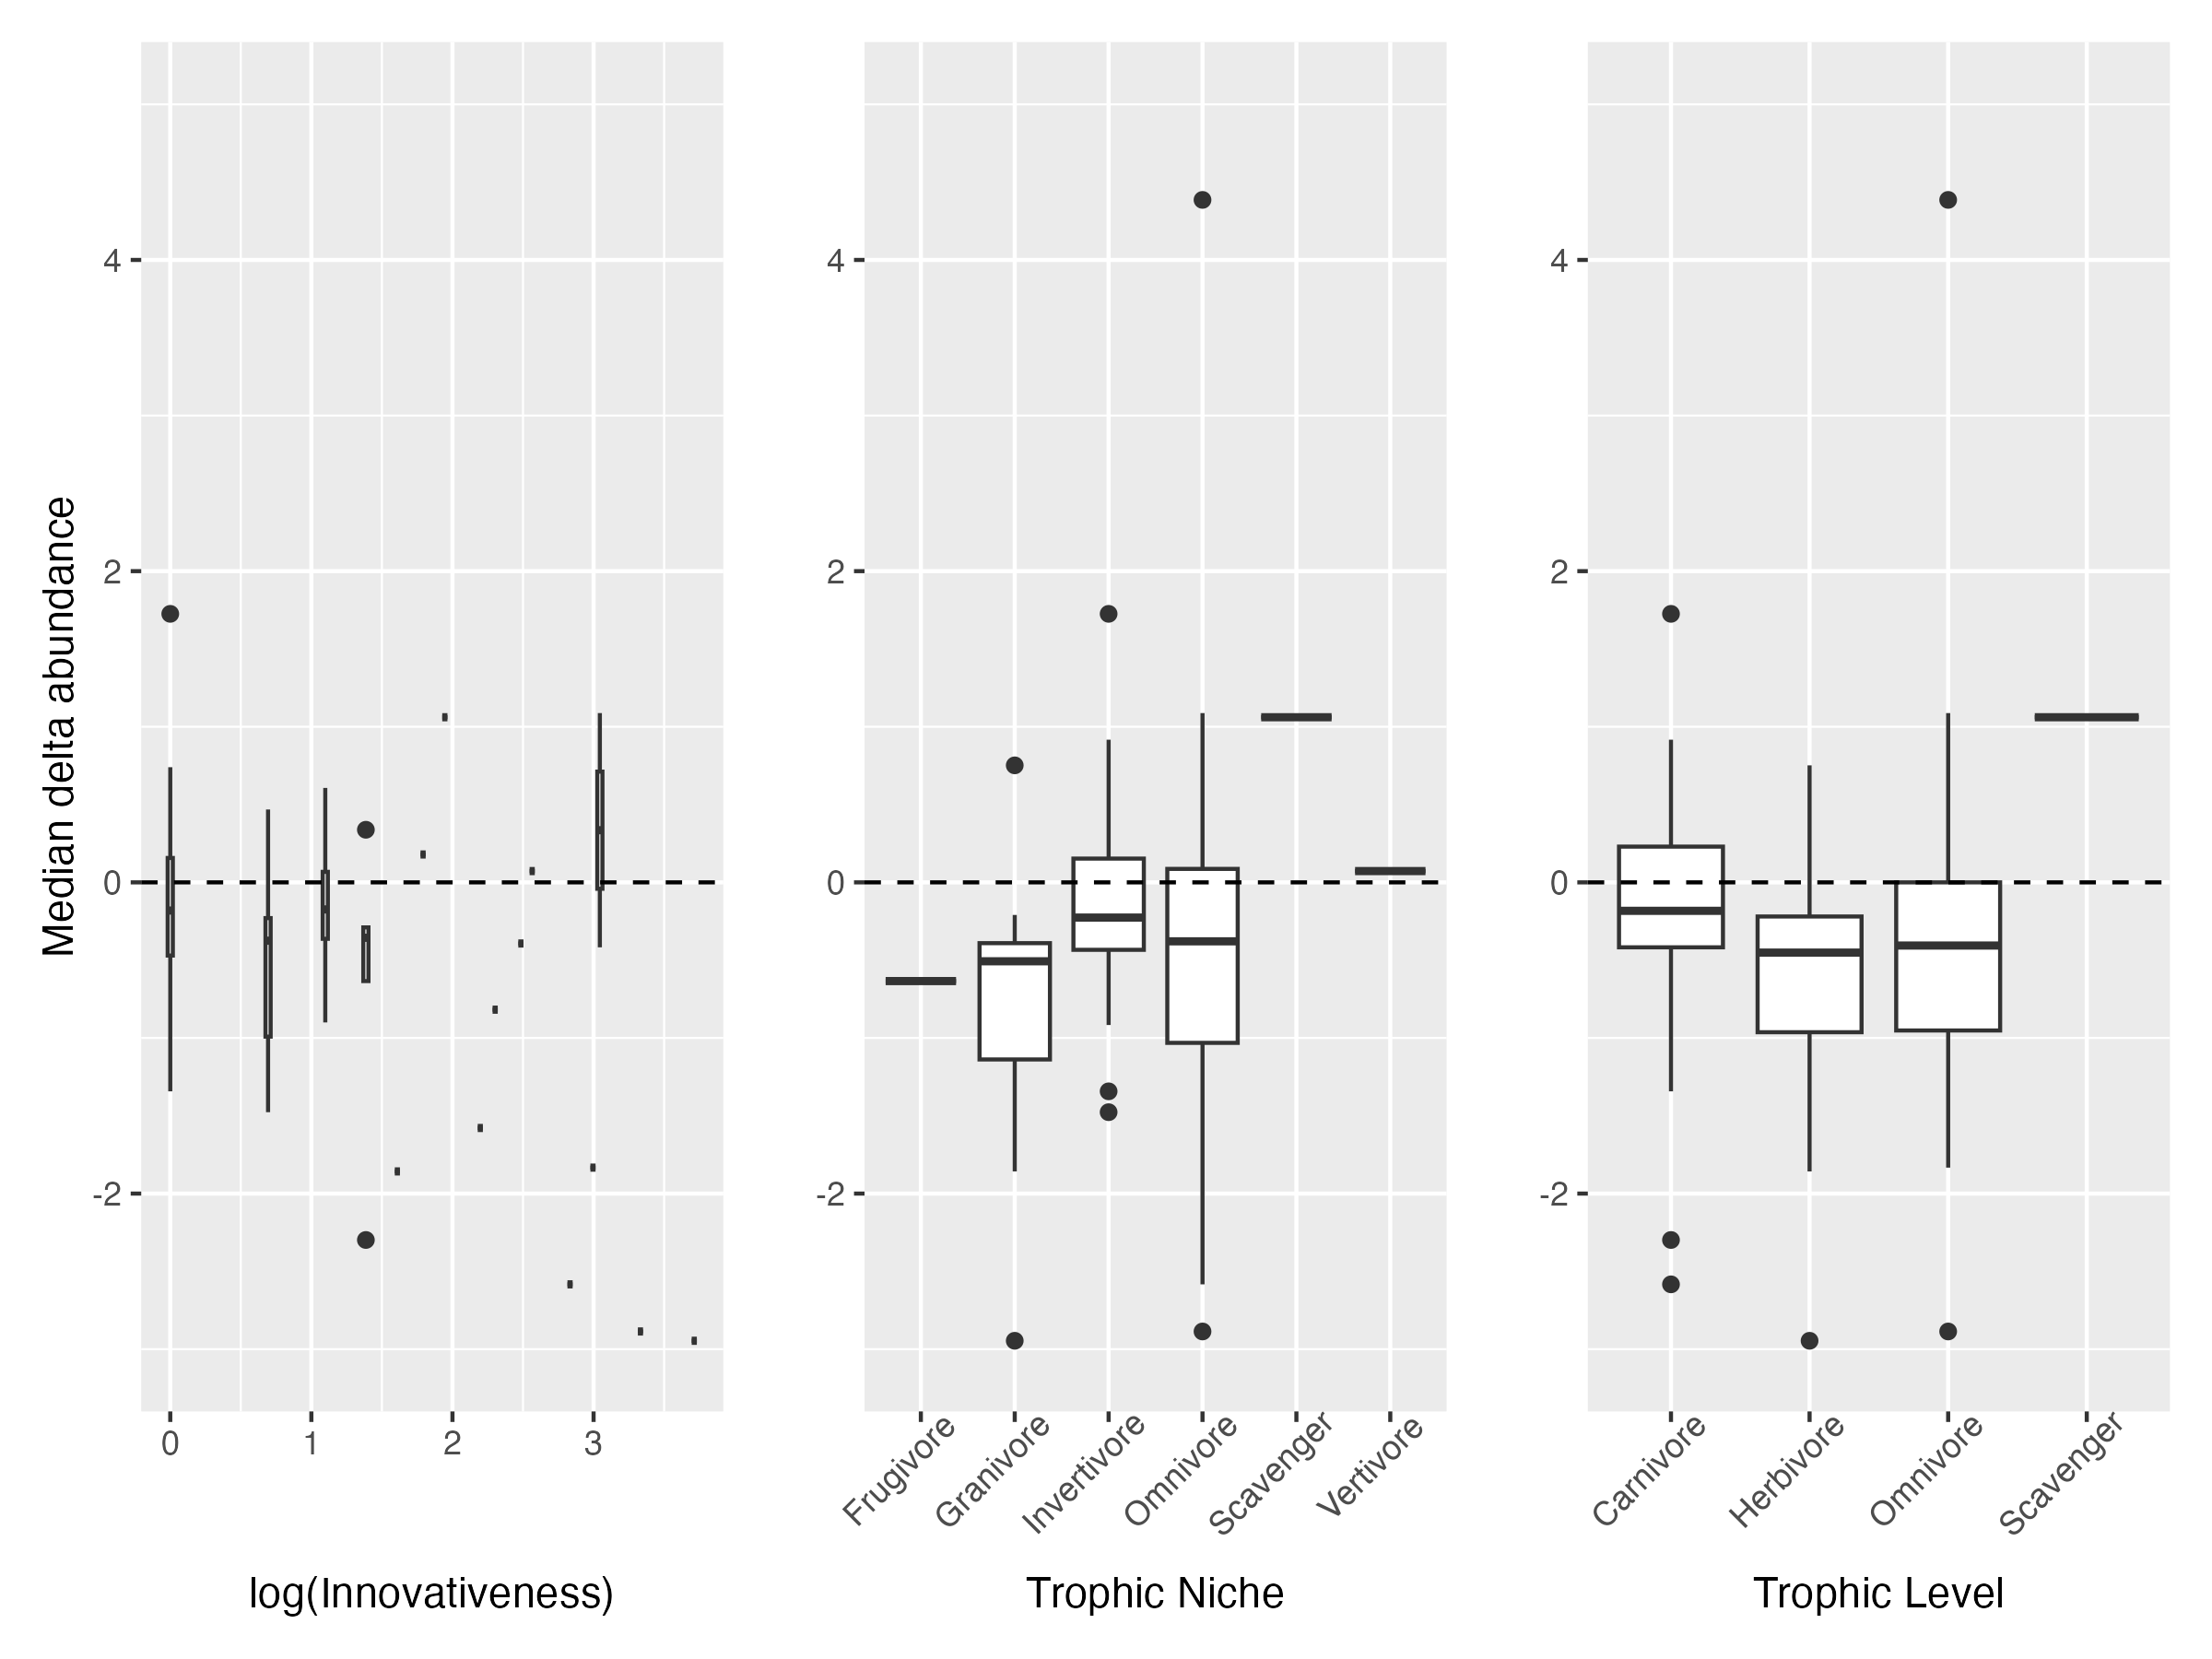 Median delta abundance
4
2
0
-2
0 1 2 3
log(Innovativeness)
4
2
0
-2
Frugivore Granivore Invertivore Omnivore Scavenger Vertivore
Trophic Niche
4
2
0
-2
Carnivore Herbivore Omnivore Scavenger
Trophic Level